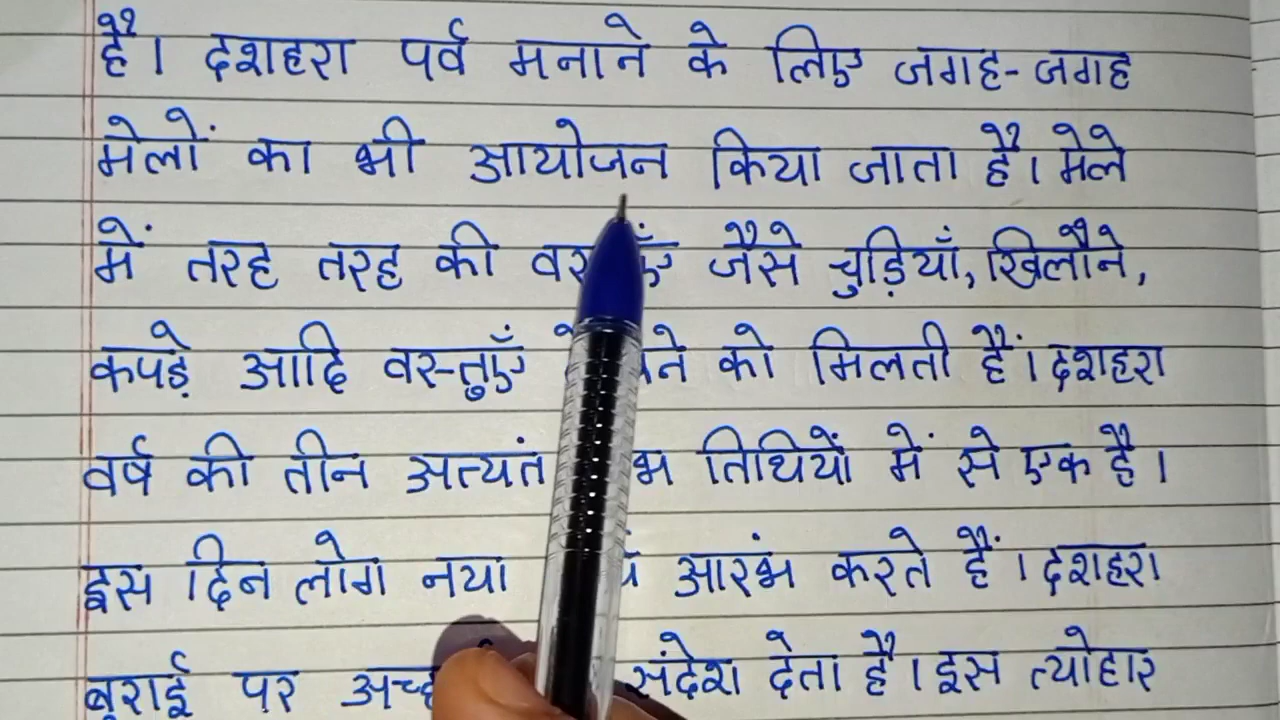 है। दशहरा पर्व मनाने के लिए जगह-जगह
मेलों का भी आयोजन किया जाता है। मेले
में तरह तरह की जैसे चुड़ियाँ, खिलौने,
कपड़े आदि वस्तुएँ को मिलती हैं। दशहरा
वर्ष की तीन अत्यंत तिथियों में से एक है।
इस दिन लोग नया आरंभ करते हैं। दशहरा
बुराई पर संदेश देता है। इस त्योहार